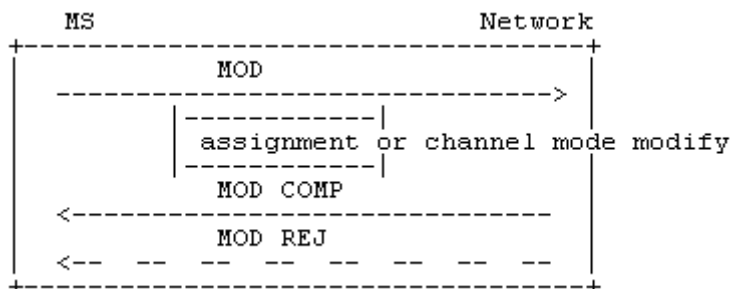 MS Network
MOD
assignment or channel mode modify
MOD COMP
MOD REJ